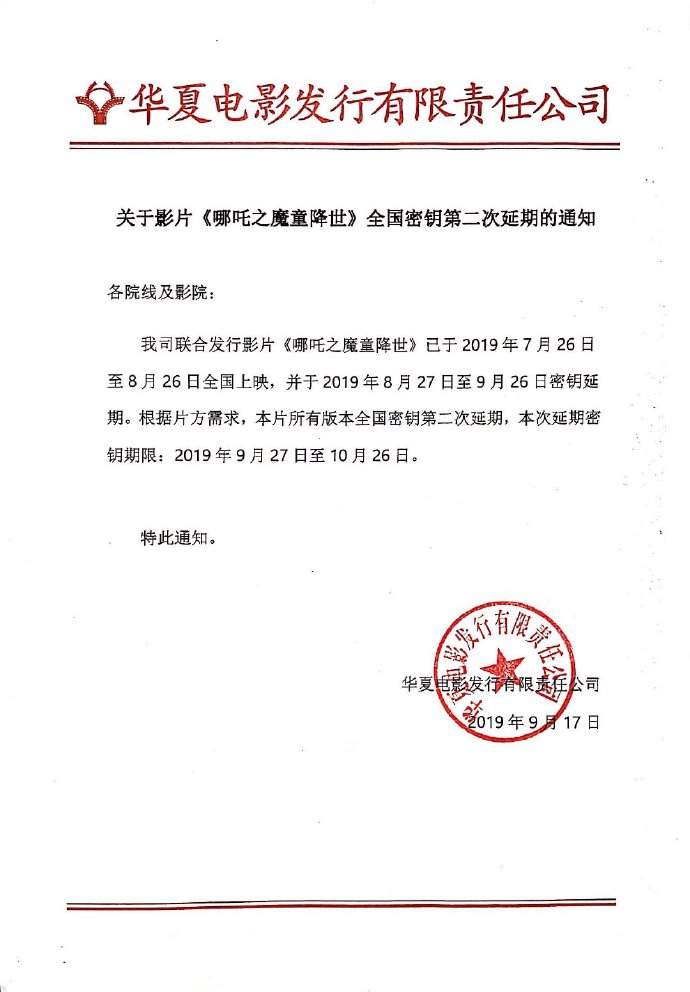 华夏电影发行有限责任公司
关于影片《哪吒之魔童降世》全国密钥第二次延期的通知
各院线及影院：
我司联合发行影片《哪吒之魔童降世》已于 2019 年 7 月 26 日
至 8 月 26 日全国上映，并于 2019 年 8 月 27 日至 9 月 26 日密钥延
期。根据片方需求，本片所有版本全国密钥第二次延期，本次延期密
钥期限：2019 年 9 月 27 日至 10 月 26 日。
特此通知。
华夏电影发行有限责任公司
华夏电影发行有限责任公司
2019 年 9 月 17 日